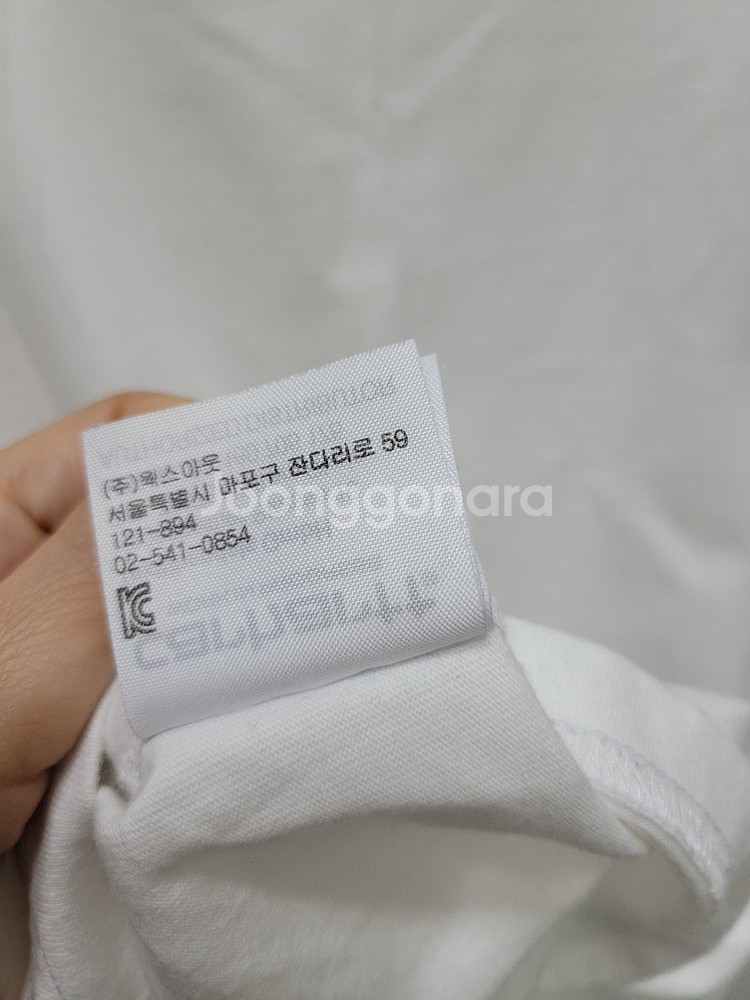 (주)웍스아웃
서울특별시 마포구 잔다리로 59
121-894
02-541-0854
Joonggonara